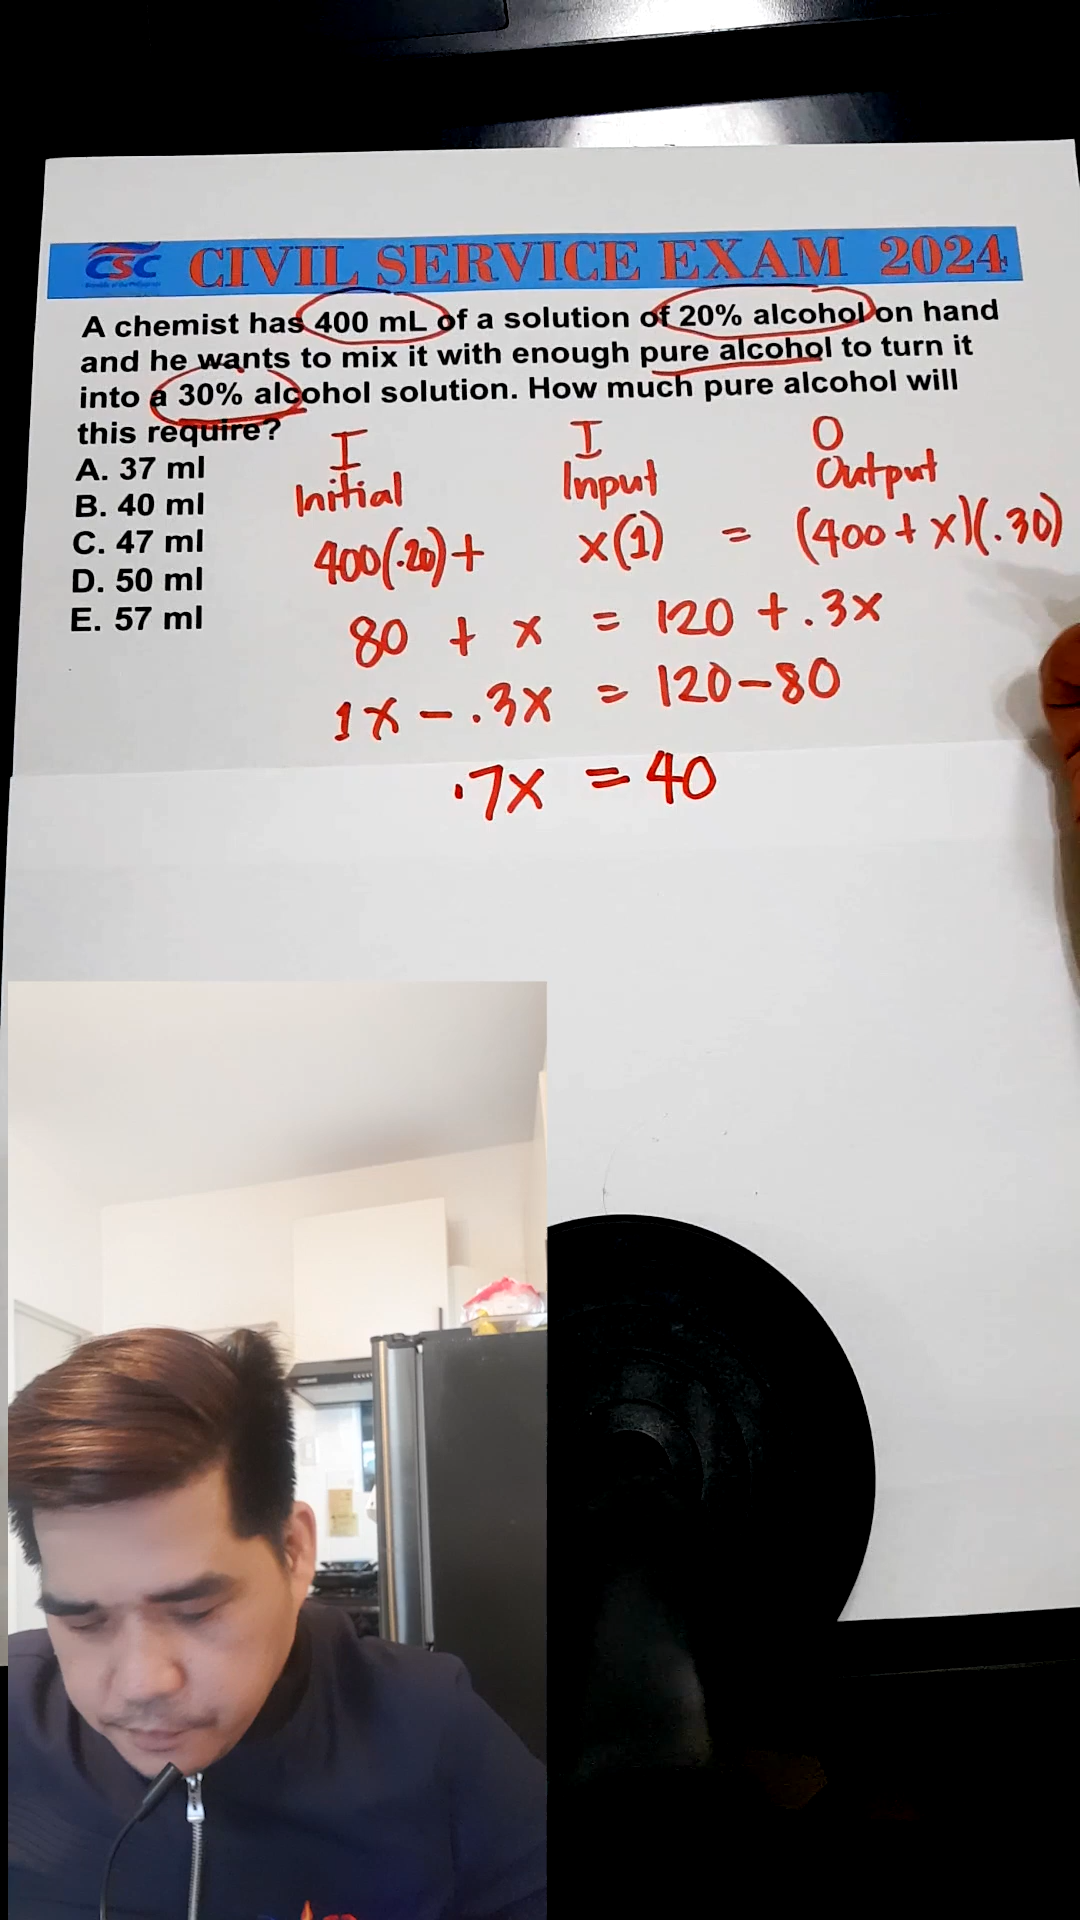 CSC CIVIL SERVICE EXAM 2024
A chemist has 400 mL of a solution of 20% alcohol on hand
and he wants to mix it with enough pure alcohol to turn it
into a 30% alcohol solution. How much pure alcohol will
this require?
A. 37 ml
B. 40 ml
C. 47 ml
D. 50 ml
E. 57 ml
I I O
Initial Input Output
400(.20) + x(1) = (400 + x)(.30)
80 + x = 120 + .3x
1x - .3x = 120 - 80
.7x = 40